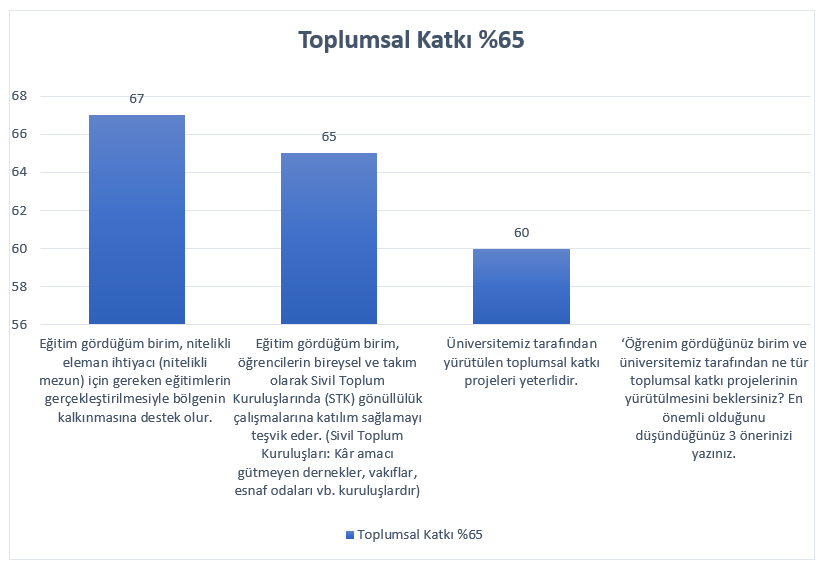 Toplumsal Katkı %65
68
66
64
62
60
58
56
67
65
60
Eğitim gördüğüm birim, nitelikli
eleman ihtiyacı (nitelikli
mezun) için gereken eğitimlerin
gerçekleştirilmesiyle bölgenin
kalkınmasına destek olur.
Eğitim gördüğüm birim,
öğrencilerin bireysel ve takım
olarak Sivil Toplum
Kuruluşlarında (STK) gönüllülük
çalışmalarına katılım sağlamayı
teşvik eder. (Sivil Toplum
Kuruluşları: Kâr amacı
gütmeyen dernekler, vakıflar,
esnaf odaları vb. kuruluşlardır)
Üniversitemiz tarafından
yürütülen toplumsal katkı
projeleri yeterlidir.
‘Öğrenim gördüğünüz birim ve
üniversitemiz tarafından ne tür
toplumsal katkı projelerinin
yürütülmesini beklersiniz? En
önemli olduğunu
düşündüğünüz 3 önerinizi
yazınız.
Toplumsal Katkı %65